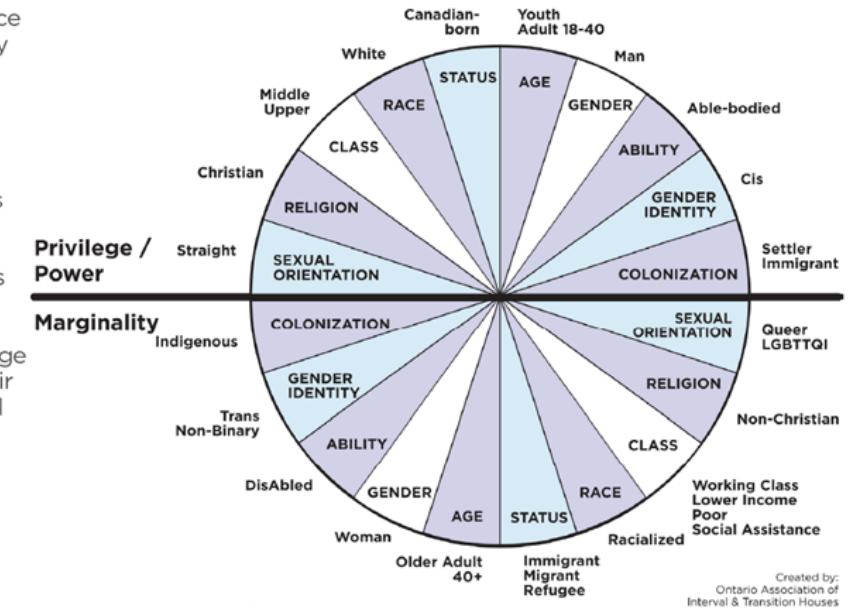 ce
y
s
s
ge
ir
l
Canadian-
born
Youth
Adult 18-40
White
Man
Middle
Upper
Able-bodied
Christian
Cis
Straight
Settler
Immigrant
STATUS
AGE
RACE
GENDER
CLASS
ABILITY
RELIGION
GENDER
IDENTITY
SEXUAL
ORIENTATION
COLONIZATION
Privilege /
Power
Marginality
COLONIZATION
SEXUAL
ORIENTATION
GENDER
IDENTITY
RELIGION
ABILITY
CLASS
GENDER
RACE
AGE
STATUS
Indigenous
Queer
LGBTTQI
Trans
Non-Binary
Non-Christian
DisAbled
Working Class
Lower Income
Poor
Social Assistance
Woman
Racialized
Older Adult
40+
Immigrant
Migrant
Refugee
Created by:
Ontario Association of
Interval & Transition Houses